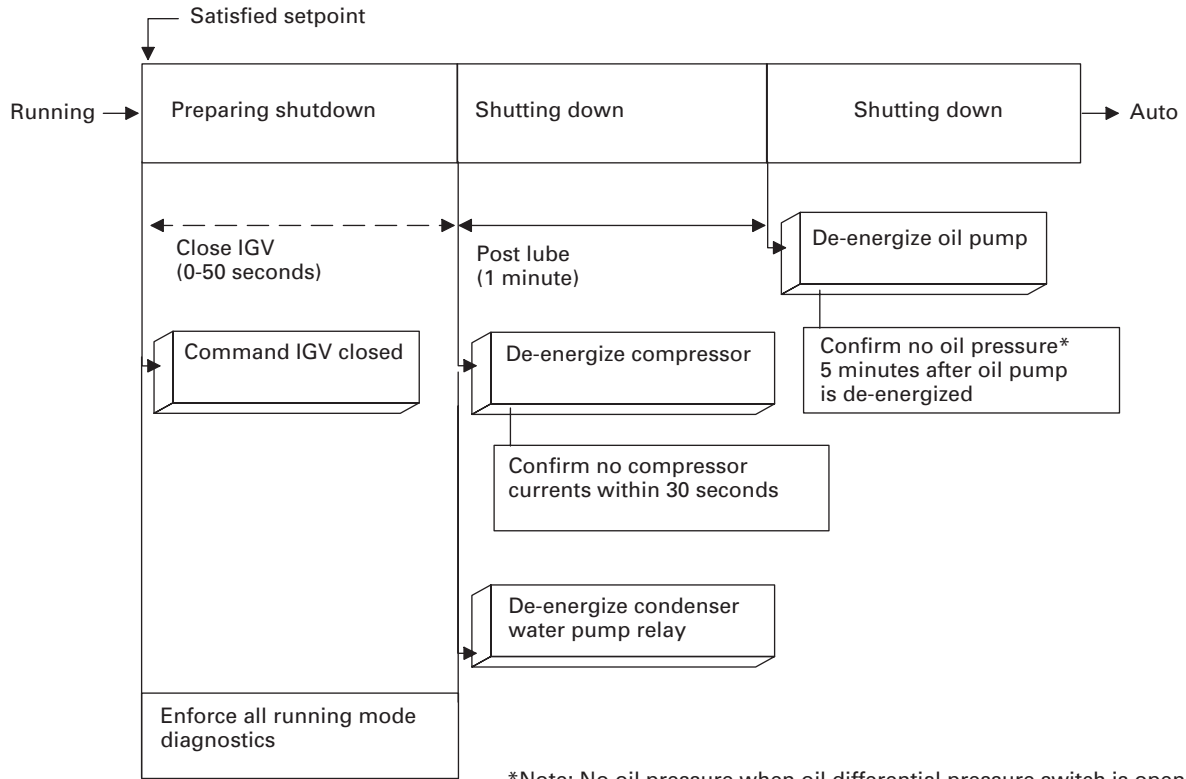 Satisfied setpoint
Running
Preparing shutdown
Shutting down
Shutting down
Auto
Close IGV
(0-50 seconds)
Post lube
(1 minute)
De-energize oil pump
Confirm no oil pressure*
5 minutes after oil pump
is de-energized
Command IGV closed
De-energize compressor
Confirm no compressor
currents within 30 seconds
De-energize condenser
water pump relay
Enforce all running mode
diagnostics
*Note: No oil pressure when oil differential pressure switch is open